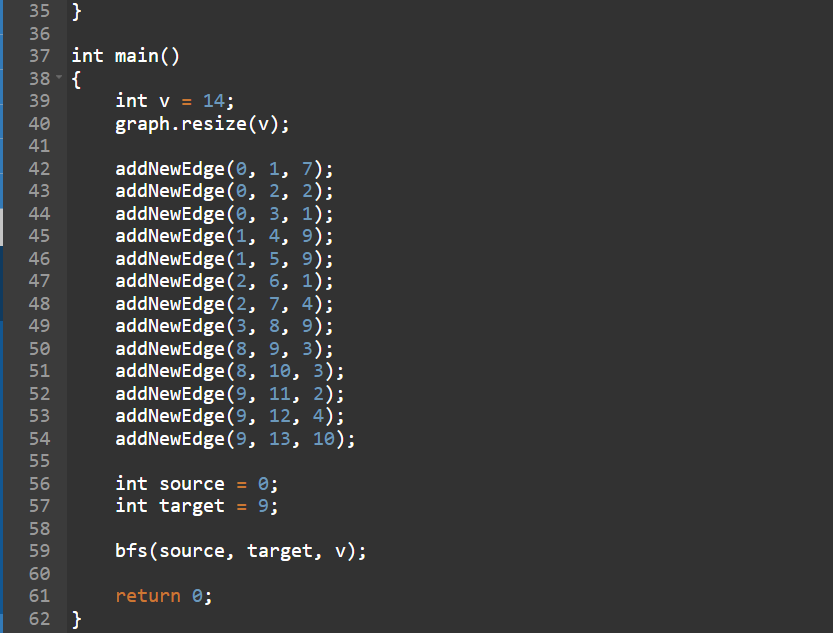 35 }
36
37 int main()
38 {
39     int v = 14;
40     graph.resize(v);
41
42     addNewEdge(0, 1, 7);
43     addNewEdge(0, 2, 2);
44     addNewEdge(0, 3, 1);
45     addNewEdge(1, 4, 9);
46     addNewEdge(1, 5, 9);
47     addNewEdge(2, 6, 1);
48     addNewEdge(2, 7, 4);
49     addNewEdge(3, 8, 9);
50     addNewEdge(8, 9, 3);
51     addNewEdge(8, 10, 3);
52     addNewEdge(9, 11, 2);
53     addNewEdge(9, 12, 4);
54     addNewEdge(9, 13, 10);
55
56     int source = 0;
57     int target = 9;
58
59     bfs(source, target, v);
60
61     return 0;
62 }